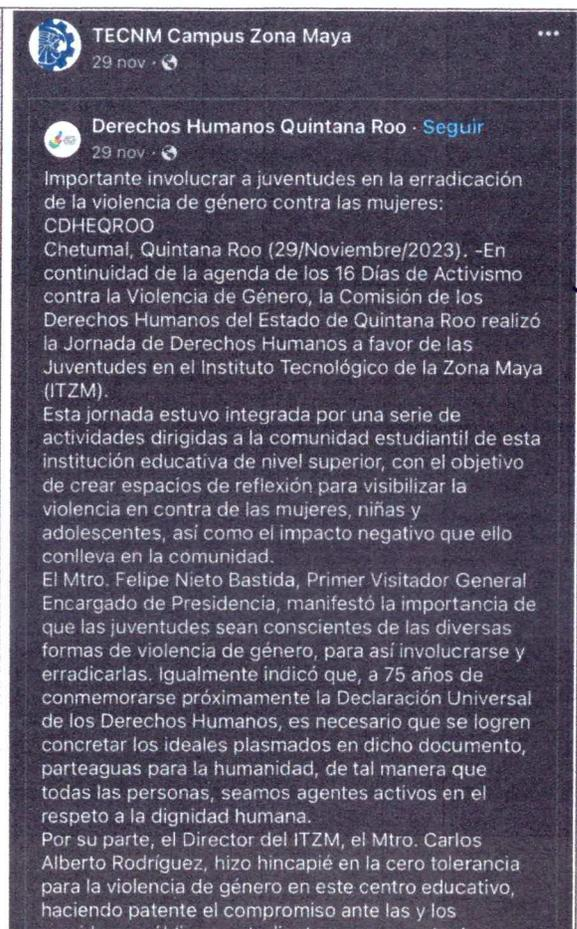 TECNM Campus Zona Maya
29 nov ·
Derechos Humanos Quintana Roo · Seguir
29 nov ·
Importante involucrar a juventudes en la erradicación
de la violencia de género contra las mujeres:
CDHEQROO
Chetumal, Quintana Roo (29/Noviembre/2023). -En
continuidad de la agenda de los 16 Días de Activismo
contra la Violencia de Género, la Comisión de los
Derechos Humanos del Estado de Quintana Roo realizó
la Jornada de Derechos Humanos a favor de las
Juventudes en el Instituto Tecnológico de la Zona Maya
(ITZM).
Esta jornada estuvo integrada por una serie de
actividades dirigidas a la comunidad estudiantil de esta
institución educativa de nivel superior, con el objetivo
de crear espacios de reflexión para visibilizar la
violencia en contra de las mujeres, niñas y
adolescentes, así como el impacto negativo que ello
conlleva en la comunidad.
El Mtro. Felipe Nieto Bastida, Primer Visitador General
Encargado de Presidencia, manifestó la importancia de
que las juventudes sean conscientes de las diversas
formas de violencia de género, para así involucrarse y
erradicarlas. Igualmente indicó que, a 75 años de
conmemorarse próximamente la Declaración Universal
de los Derechos Humanos, es necesario que se logren
concretar los ideales plasmados en dicho documento,
parteaguas para la humanidad, de tal manera que
todas las personas, seamos agentes activos en el
respeto a la dignidad humana.
Por su parte, el Director del ITZM, el Mtro. Carlos
Alberto Rodríguez, hizo hincapié en la cero tolerancia
para la violencia de género en este centro educativo,
haciendo patente el compromiso ante las y los